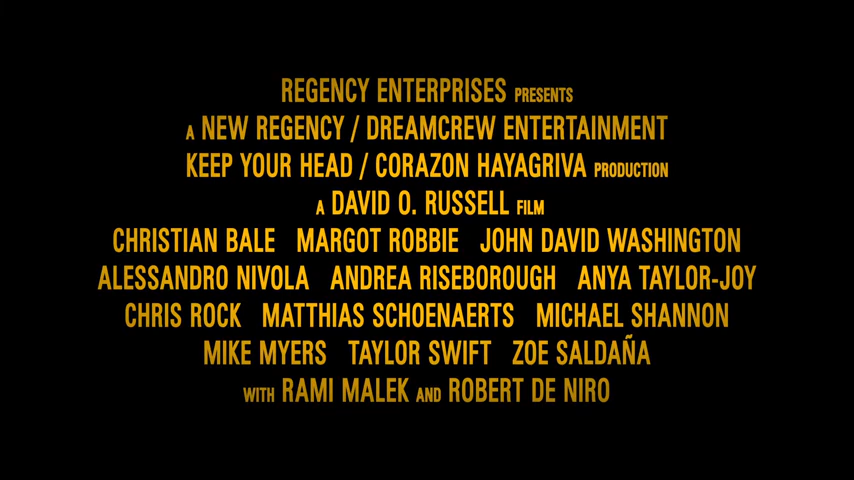 REGENCY ENTERPRISES PRESENTS
A NEW REGENCY / DREAMCREW ENTERTAINMENT
KEEP YOUR HEAD / CORAZON HAYAGRIVA PRODUCTION
A DAVID O. RUSSELL FILM
CHRISTIAN BALE MARGOT ROBBIE JOHN DAVID WASHINGTON
ALESSANDRO NIVOLA ANDREA RISEBOROUGH ANYA TAYLOR-JOY
CHRIS ROCK MATTHIAS SCHOENAERTS MICHAEL SHANNON
MIKE MYERS TAYLOR SWIFT ZOE SALDAÑA
WITH RAMI MALEK AND ROBERT DE NIRO